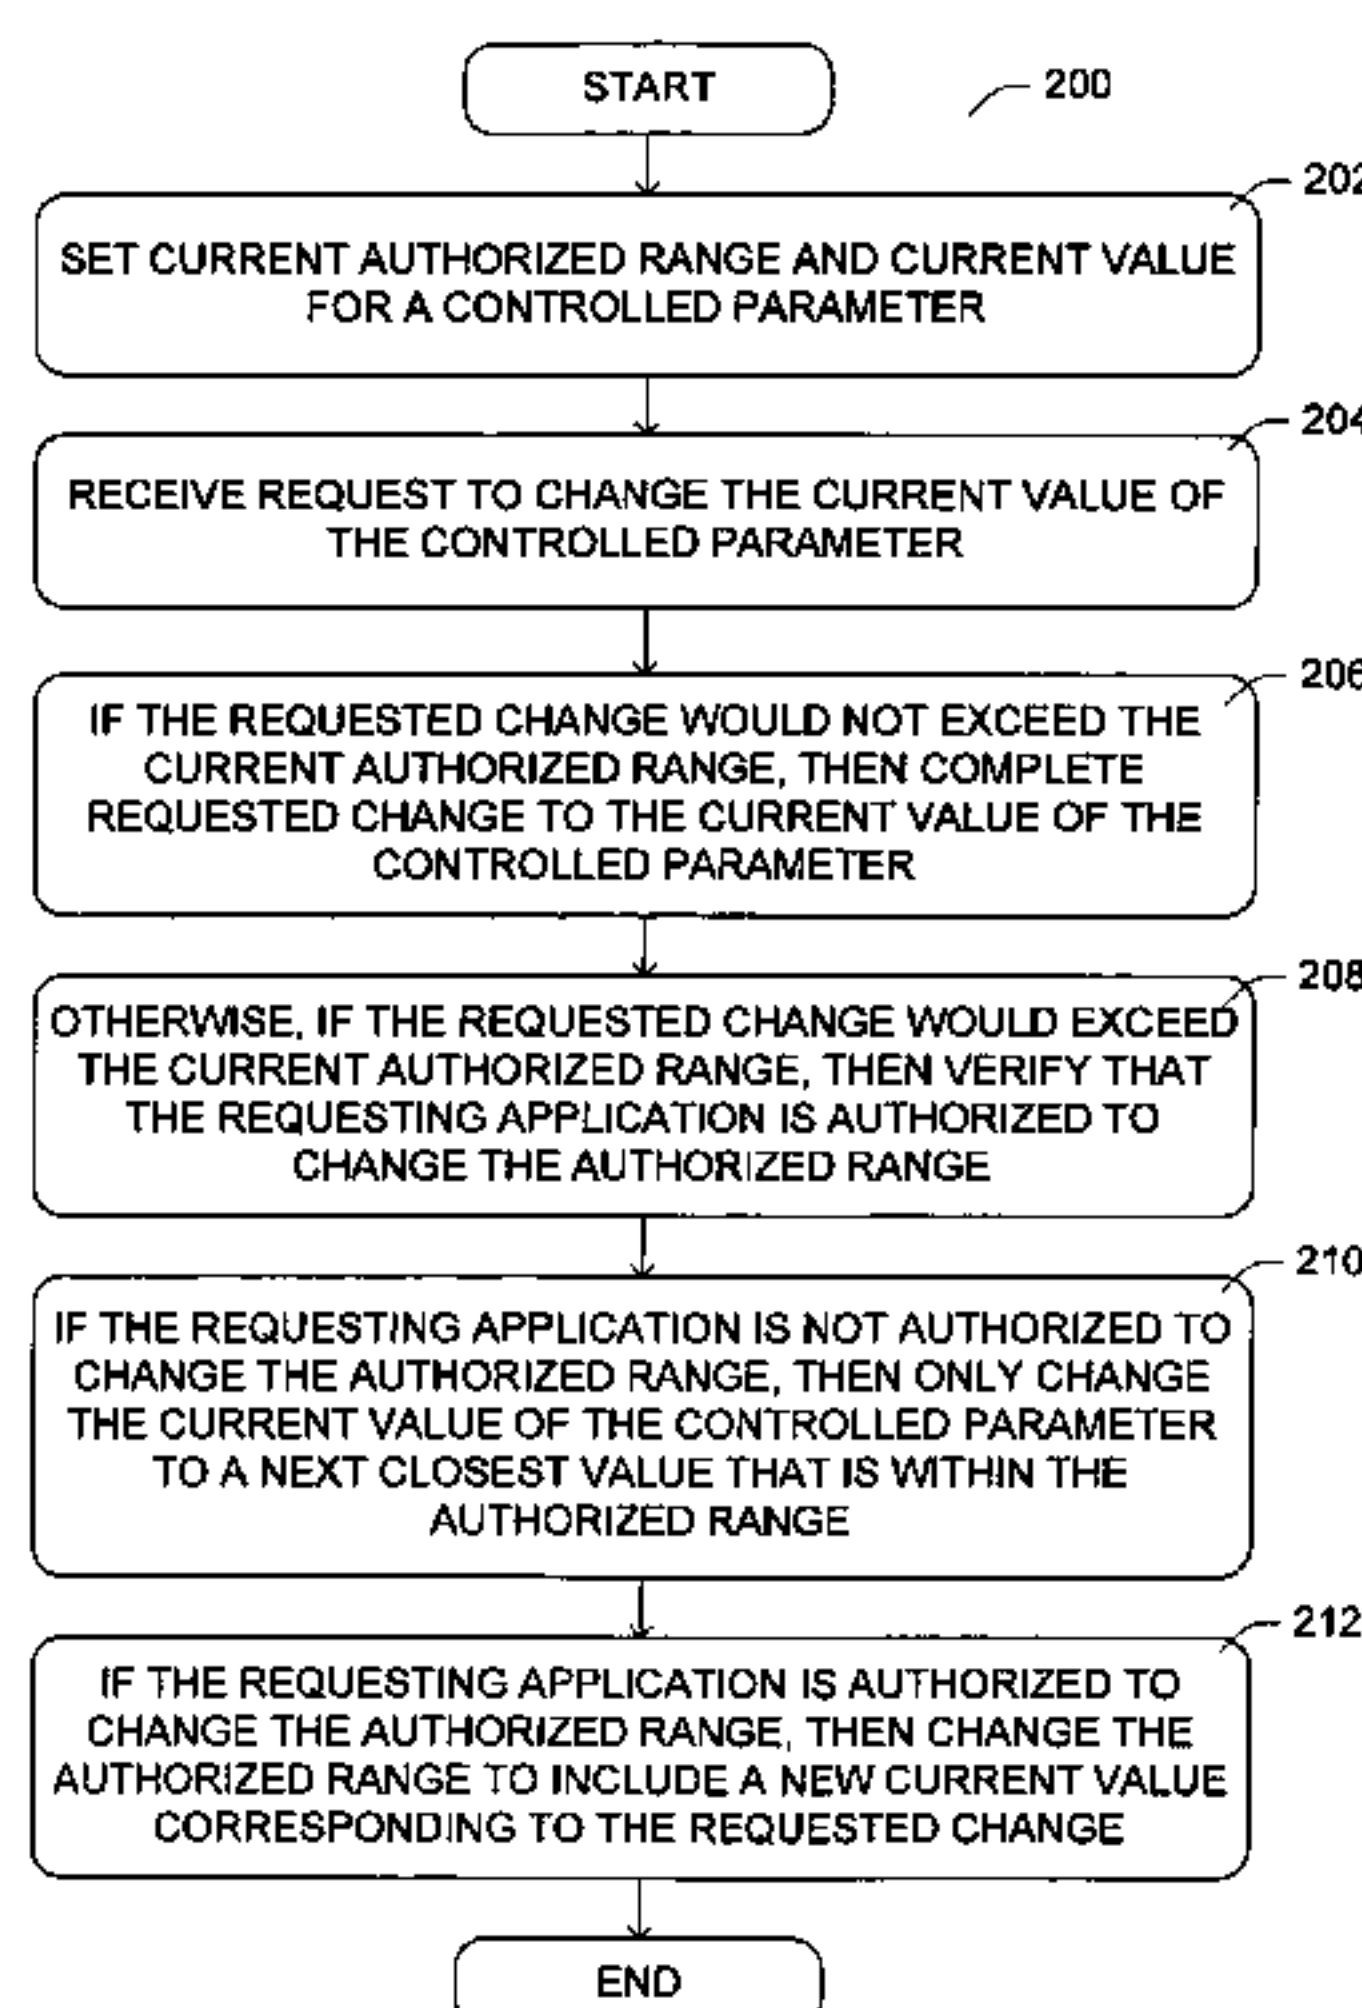 START
200
202
SET CURRENT AUTHORIZED RANGE AND CURRENT VALUE
FOR A CONTROLLED PARAMETER
204
RECEIVE REQUEST TO CHANGE THE CURRENT VALUE OF
THE CONTROLLED PARAMETER
206
IF THE REQUESTED CHANGE WOULD NOT EXCEED THE
CURRENT AUTHORIZED RANGE, THEN COMPLETE
REQUESTED CHANGE TO THE CURRENT VALUE OF THE
CONTROLLED PARAMETER
208
OTHERWISE, IF THE REQUESTED CHANGE WOULD EXCEED
THE CURRENT AUTHORIZED RANGE, THEN VERIFY THAT
THE REQUESTING APPLICATION IS AUTHORIZED TO
CHANGE THE AUTHORIZED RANGE
210
IF THE REQUESTING APPLICATION IS NOT AUTHORIZED TO
CHANGE THE AUTHORIZED RANGE, THEN ONLY CHANGE
THE CURRENT VALUE OF THE CONTROLLED PARAMETER
TO A NEXT CLOSEST VALUE THAT IS WITHIN THE
AUTHORIZED RANGE
212
IF THE REQUESTING APPLICATION IS AUTHORIZED TO
CHANGE THE AUTHORIZED RANGE, THEN CHANGE THE
AUTHORIZED RANGE TO INCLUDE A NEW CURRENT VALUE
CORRESPONDING TO THE REQUESTED CHANGE
END